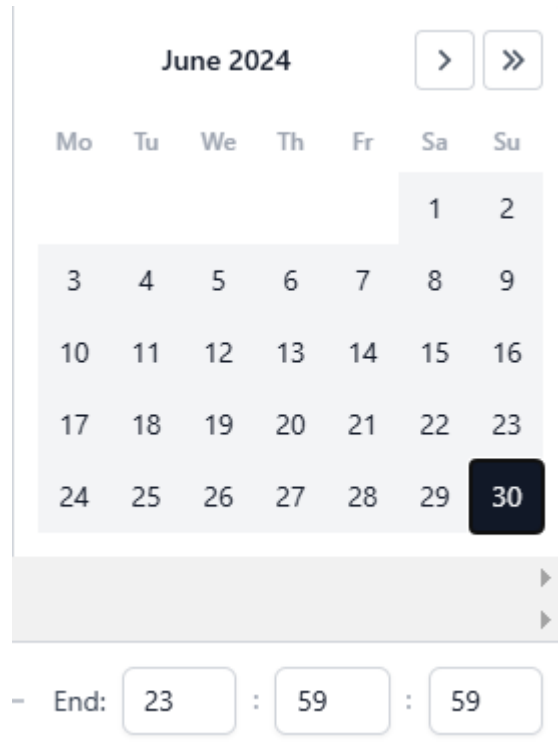 June 2024
Mo Tu We Th Fr Sa Su
1 2
3 4 5 6 7 8 9
10 11 12 13 14 15 16
17 18 19 20 21 22 23
24 25 26 27 28 29 30
– End: 23 : 59 : 59